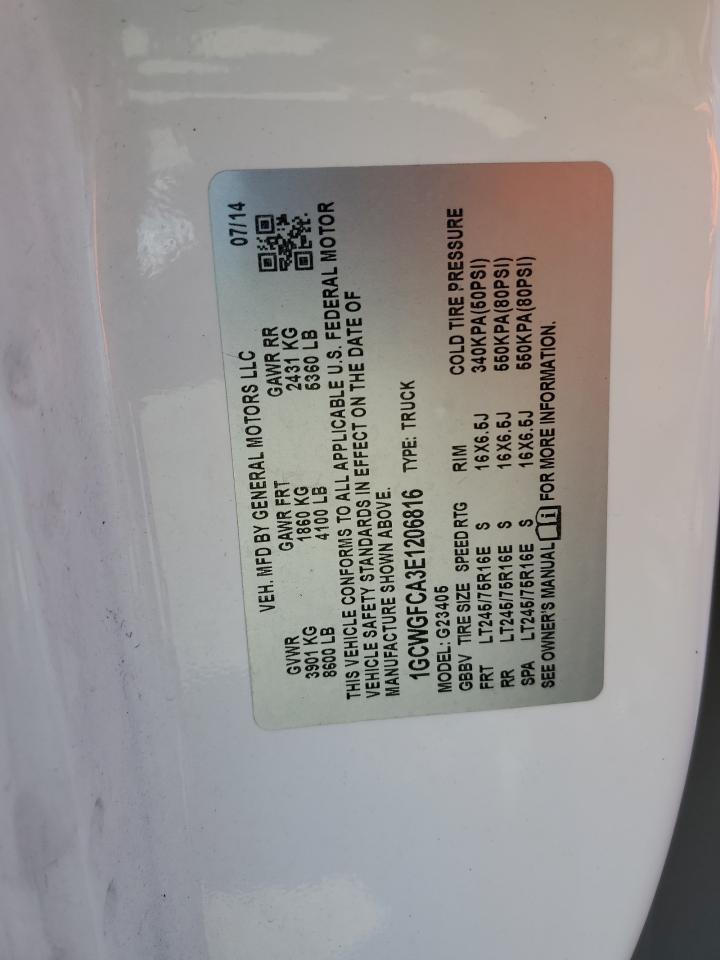 VEH. MFD BY GENERAL MOTORS LLC 07/14
GVWR GAWR FRT GAWR RR
3901 KG 1860 KG 2431 KG
8600 LB 4100 LB 5360 LB
THIS VEHICLE CONFORMS TO ALL APPLICABLE U.S. FEDERAL MOTOR
VEHICLE SAFETY STANDARDS IN EFFECT ON THE DATE OF
MANUFACTURE SHOWN ABOVE.
1GCWGFCA3E1206816 TYPE: TRUCK
MODEL: G23405
GBBV TIRE SIZE SPEED RTG RIM COLD TIRE PRESSURE
FRT LT245/75R16E S 16X6.5J 340KPA(50PSI)
RR LT245/75R16E S 16X6.5J 550KPA(80PSI)
SPA LT245/75R16E S 16X6.5J 550KPA(80PSI)
SEE OWNER'S MANUAL i FOR MORE INFORMATION.